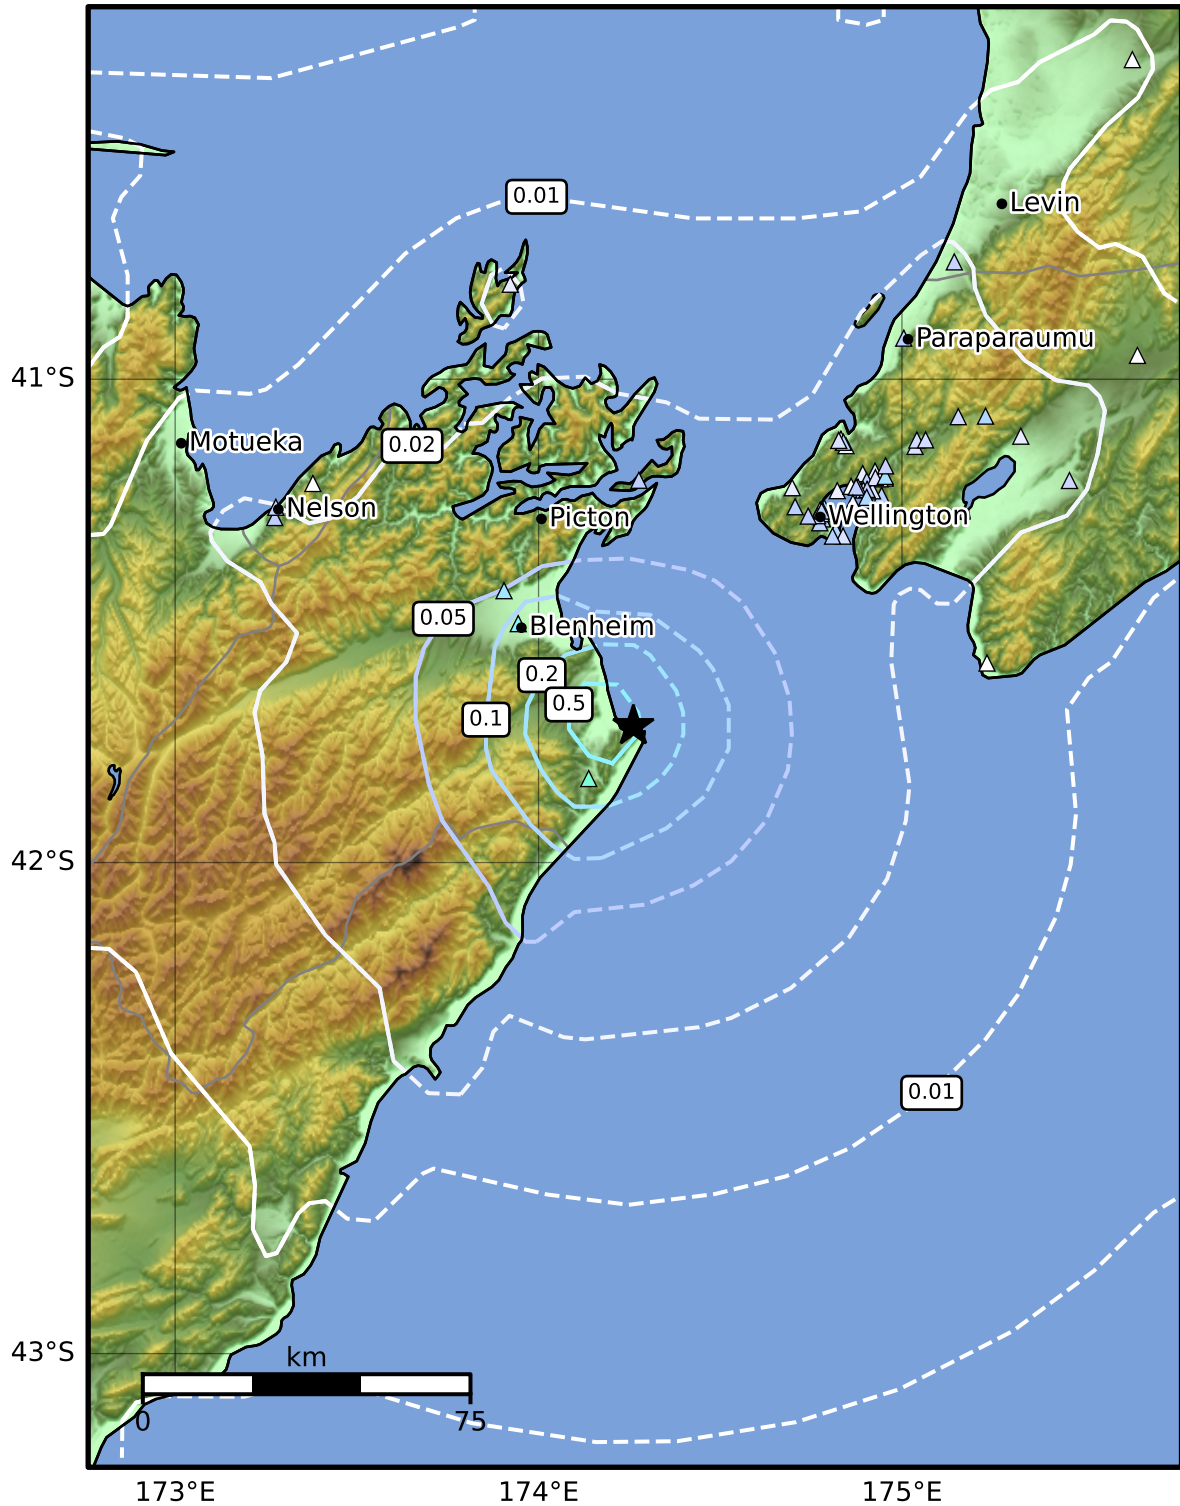 0.01
Levin
Paraparaumu
41°S
Motueka
0.02
Nelson
Picton
Wellington
0.05
Blenheim
0.2
0.5
0.1
42°S
0.01
43°S
km
0
75
173°E
174°E
175°E